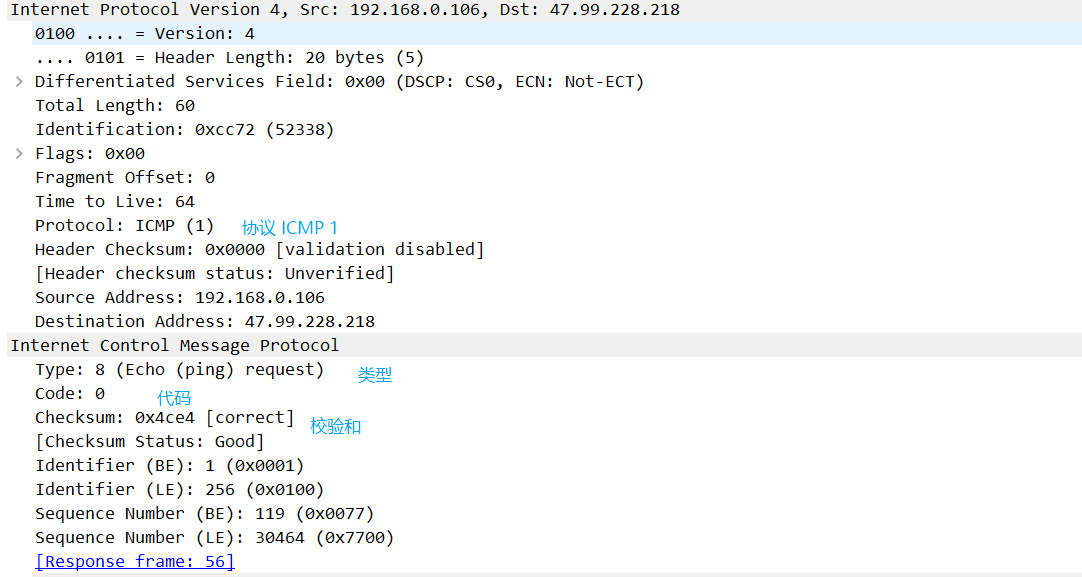 Internet Protocol Version 4, Src: 192.168.0.106, Dst: 47.99.228.218
0100 .... = Version: 4
.... 0101 = Header Length: 20 bytes (5)
Differentiated Services Field: 0x00 (DSCP: CS0, ECN: Not-ECT)
Total Length: 60
Identification: 0xcc72 (52338)
Flags: 0x00
Fragment Offset: 0
Time to Live: 64
Protocol: ICMP (1) 协议 ICMP 1
Header Checksum: 0x0000 [validation disabled]
[Header checksum status: Unverified]
Source Address: 192.168.0.106
Destination Address: 47.99.228.218
Internet Control Message Protocol
Type: 8 (Echo (ping) request) 类型
Code: 0 代码
Checksum: 0x4ce4 [correct] 校验和
[Checksum Status: Good]
Identifier (BE): 1 (0x0001)
Identifier (LE): 256 (0x0100)
Sequence Number (BE): 119 (0x0077)
Sequence Number (LE): 30464 (0x7700)
[Response frame: 56]